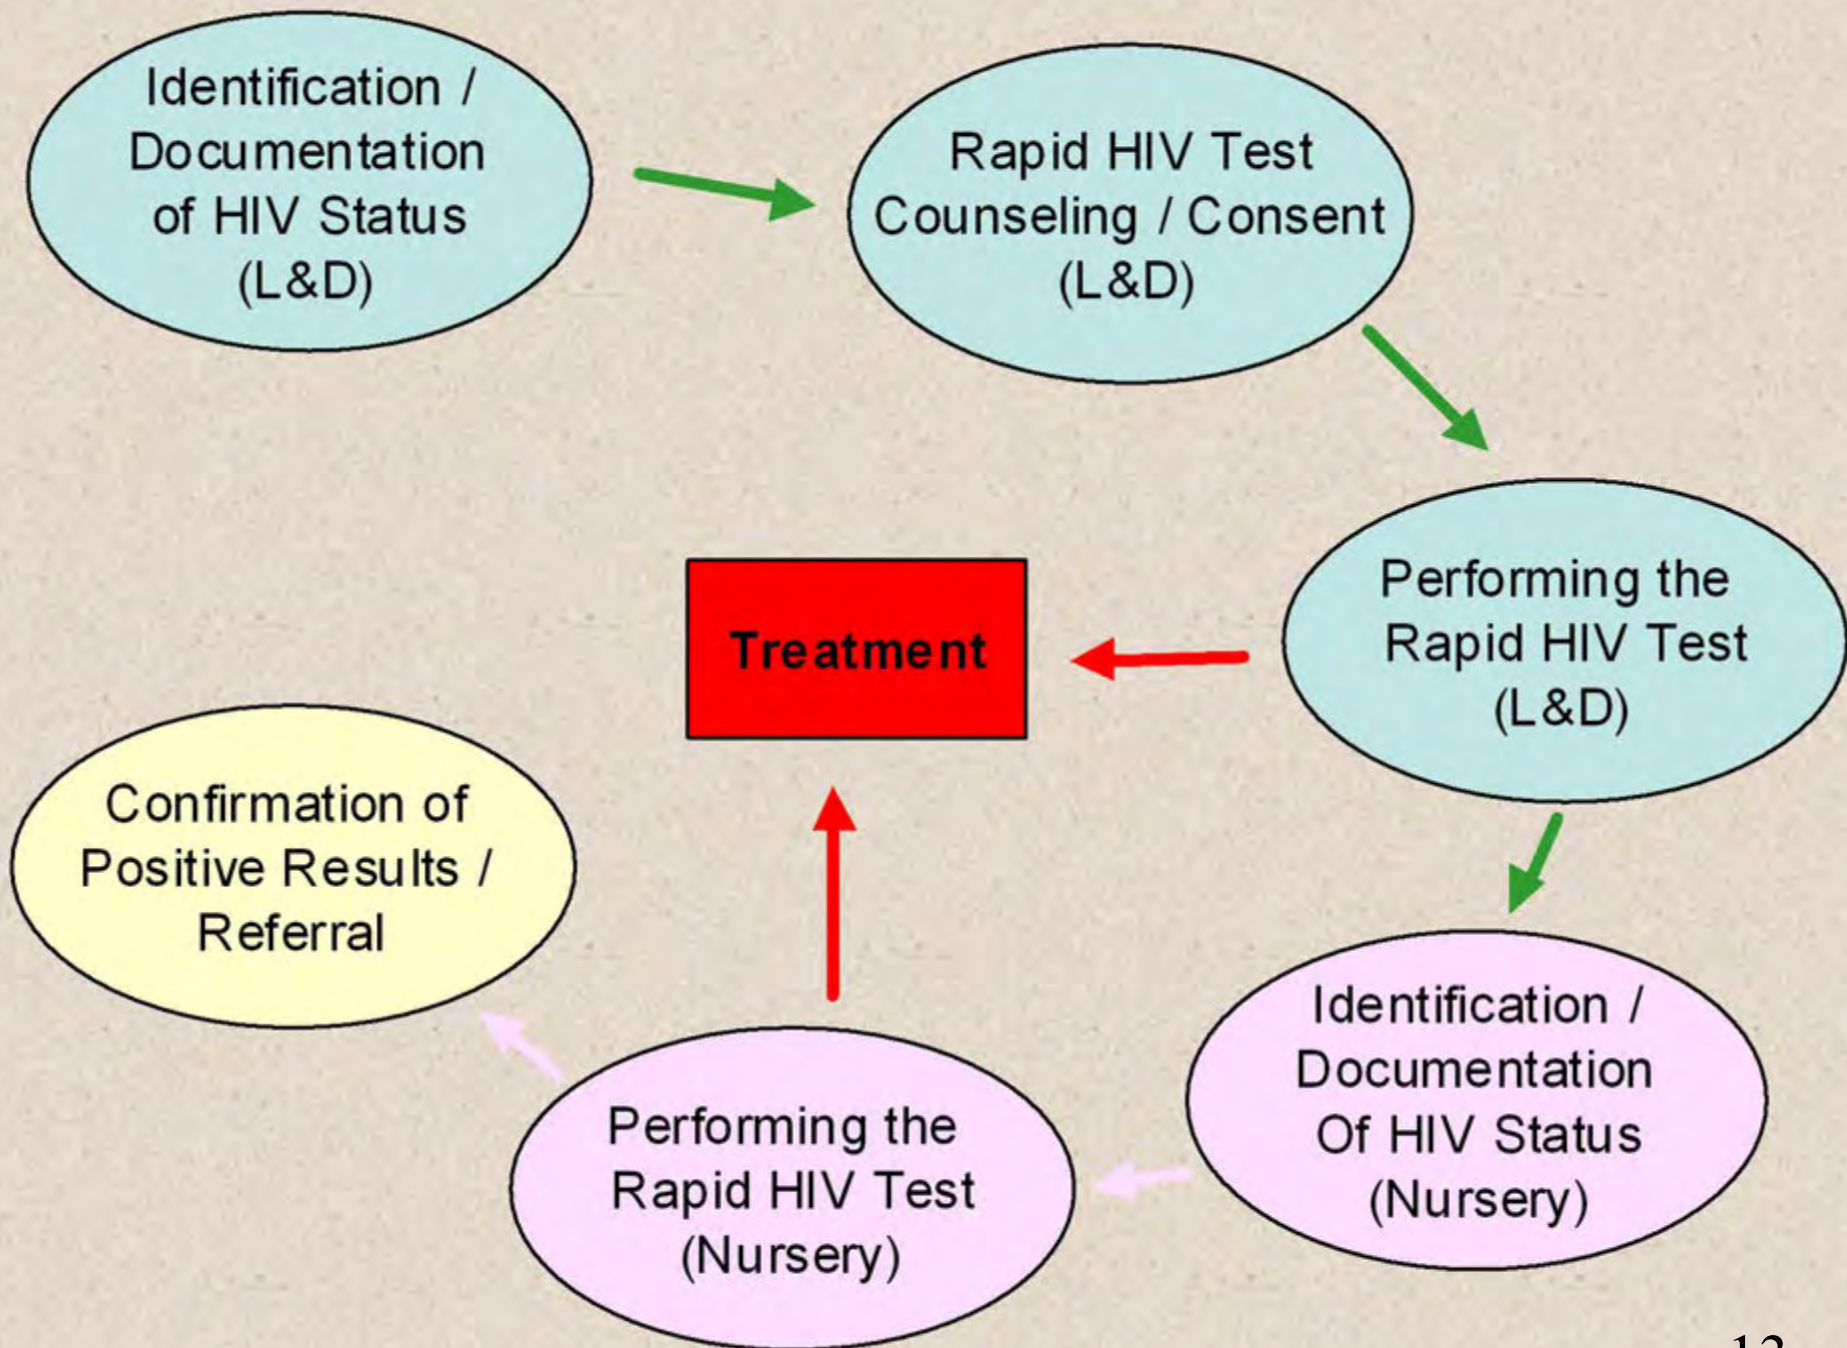 Identification /
Documentation
of HIV Status
(L&D)
Rapid HIV Test
Counseling / Consent
(L&D)
Performing the
Rapid HIV Test
(L&D)
Treatment
Confirmation of
Positive Results /
Referral
Identification /
Documentation
Of HIV Status
(Nursery)
Performing the
Rapid HIV Test
(Nursery)